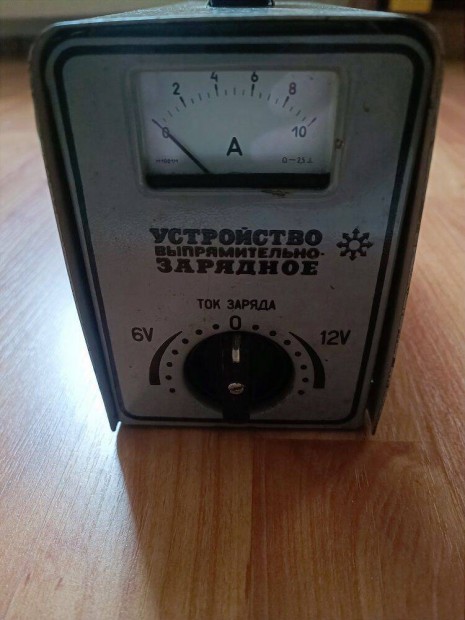 2 4 6 8
0 10
A
УСТРОЙСТВО
ВЫПРЯМИТЕЛЬНО-
ЗАРЯДНОЕ
ТОК ЗАРЯДА
6V 0 12V